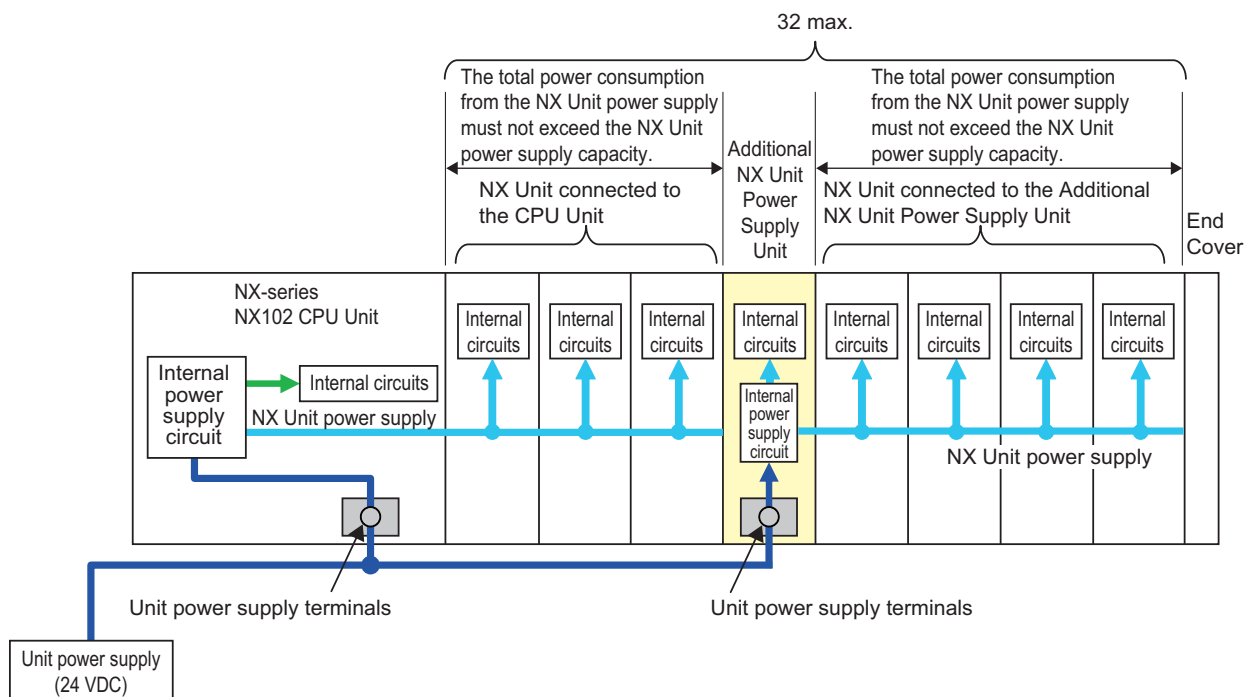 32 max.
The total power consumption
from the NX Unit power supply
must not exceed the NX Unit
power supply capacity.
NX Unit connected to
the CPU Unit
Additional
NX Unit
Power
Supply
Unit
The total power consumption
from the NX Unit power supply
must not exceed the NX Unit
power supply capacity.
NX Unit connected to the Additional
NX Unit Power Supply Unit
End
Cover
NX-series
NX102 CPU Unit
Internal
power
supply
circuit
Internal circuits
NX Unit power supply
Internal
circuits
Internal
circuits
Internal
circuits
Internal
circuits
Internal
power
supply
circuit
Internal
circuits
Internal
circuits
Internal
circuits
Internal
circuits
NX Unit power supply
Unit power supply terminals
Unit power supply terminals
Unit power supply
(24 VDC)